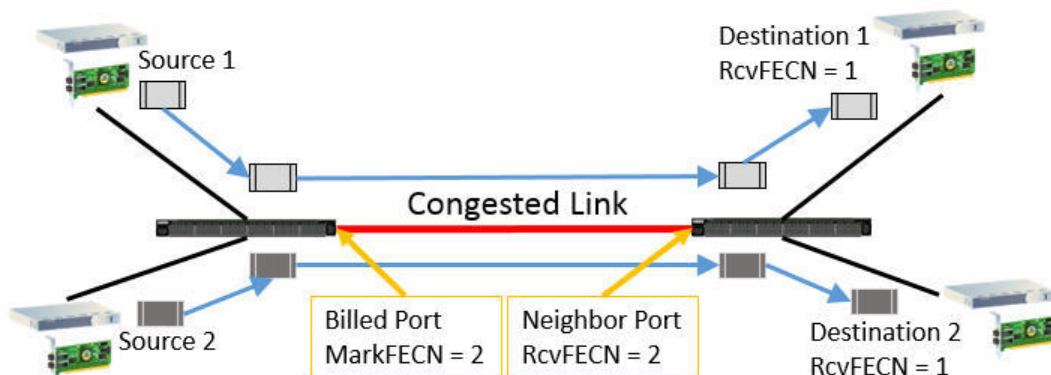 Source 1
Destination 1
RcvFECN = 1
Congested Link
Source 2
Billed Port
MarkFECN = 2
Neighbor Port
RcvFECN = 2
Destination 2
RcvFECN = 1